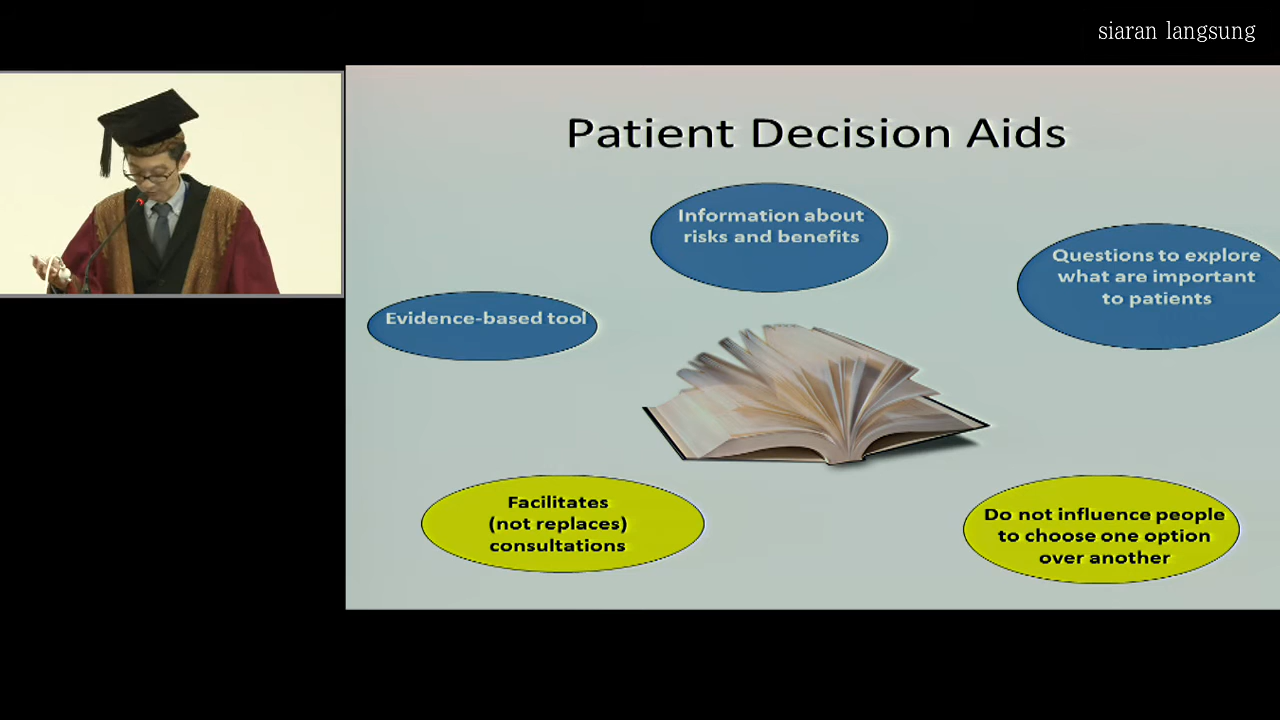 siaran langsung
Patient Decision Aids
Information about
risks and benefits
Questions to explore
what are important
to patients
Evidence-based tool
Facilitates
(not replaces)
consultations
Do not influence people
to choose one option
over another